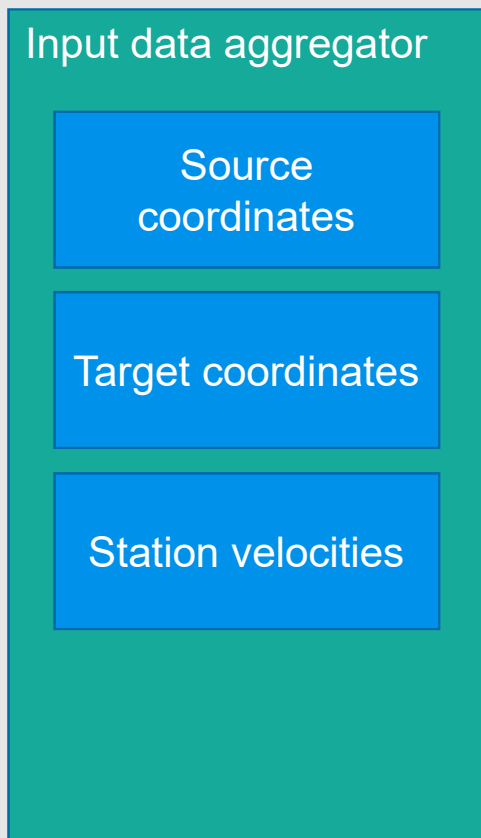 Input data aggregator
Source
coordinates
Target coordinates
Station velocities